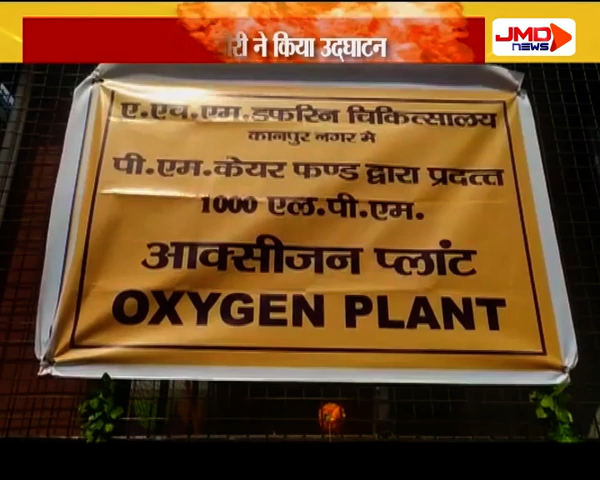 री ने किया उद्घाटन
JMD
NEWS
ए.एच.एम.डफरिन चिकित्सालय
कानपुर नगर मे
पी.एम.केयर फण्ड द्वारा प्रदत्त
1000 एल.पी.एम.
आक्सीजन प्लांट
OXYGEN PLANT